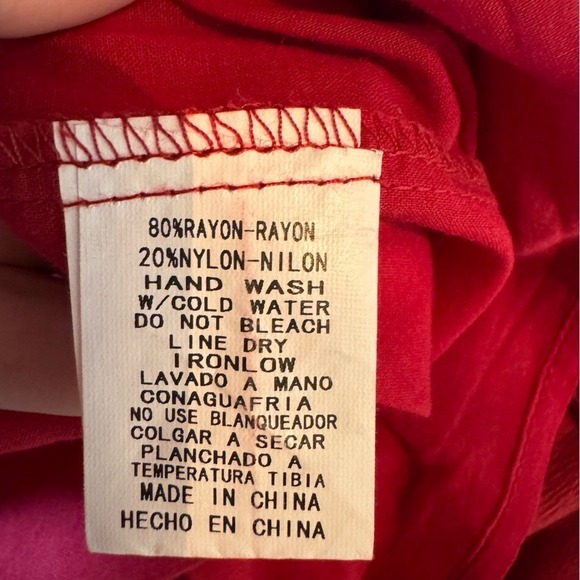 80%RAYON-RAYON
20%NYLON-NILON
HAND WASH
W/COLD WATER
DO NOT BLEACH
LINE DRY
IRONLOW
LAVADO A MANO
CONAGUAFRIA
NO USE BLANQUEADOR
COLGAR A SECAR
PLANCHADO A
TEMPERATURA TIBIA
MADE IN CHINA
HECHO EN CHINA